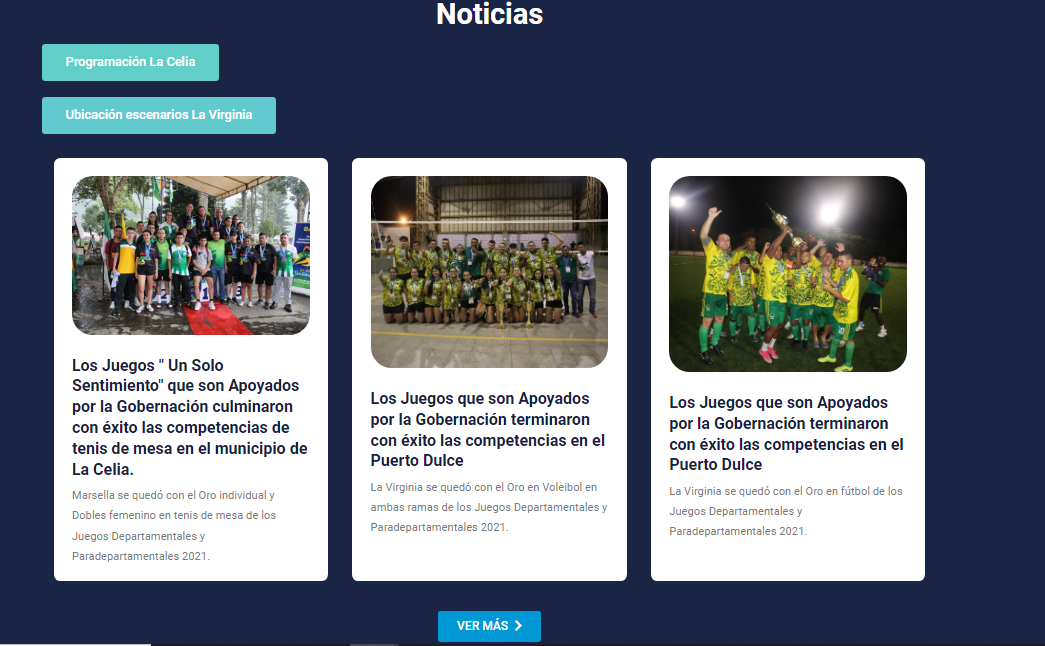 Noticias
Programación La Celia
Ubicación escenarios La Virginia
Los Juegos " Un Solo
Sentimiento" que son Apoyados
por la Gobernación culminaron
con éxito las competencias de
tenis de mesa en el municipio de
La Celia.
Marsella se quedó con el Oro individual y
Dobles femenino en tenis de mesa de los
Juegos Departamentales y
Paradepartamentales 2021.
Los Juegos que son Apoyados
por la Gobernación terminaron
con éxito las competencias en el
Puerto Dulce
La Virginia se quedó con el Oro en Voleibol en
ambas ramas de los Juegos Departamentales y
Paradepartamentales 2021.
Los Juegos que son Apoyados
por la Gobernación terminaron
con éxito las competencias en el
Puerto Dulce
La Virginia se quedó con el Oro en fútbol de los
Juegos Departamentales y
Paradepartamentales 2021.
VER MÁS